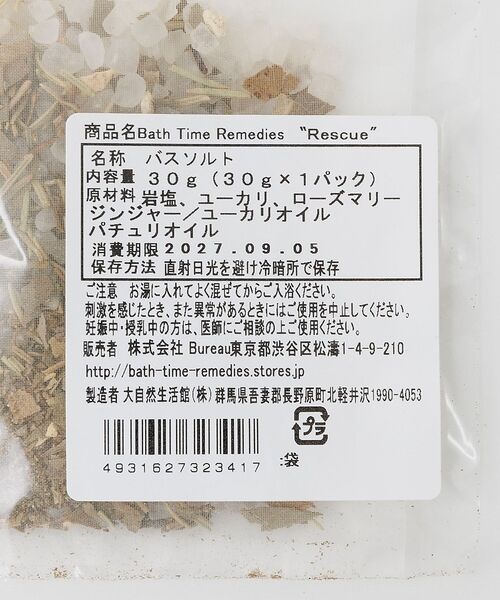 商品名Bath Time Remedies "Rescue"
名称 バスソルト
内容量 30g（30g×1パック）
原材料 岩塩、ユーカリ、ローズマリー
ジンジャー／ユーカリオイル
パチュリオイル
消費期限 2027.09.05
保存方法 直射日光を避け冷暗所で保存
ご注意 お湯に入れてよく混ぜてからご入浴ください。
刺激を感じたとき、また異常があるときにはご使用を中止してください。
妊娠中・授乳中の方は、医師にご相談の上ご使用ください。
販売者 株式会社 Bureau東京都渋谷区松濤1-4-9-210
http://bath-time-remedies.stores.jp
製造者 大自然生活館(株) 群馬県吾妻郡長野原町北軽井沢1990-4053
プラ
4931627323417
:袋